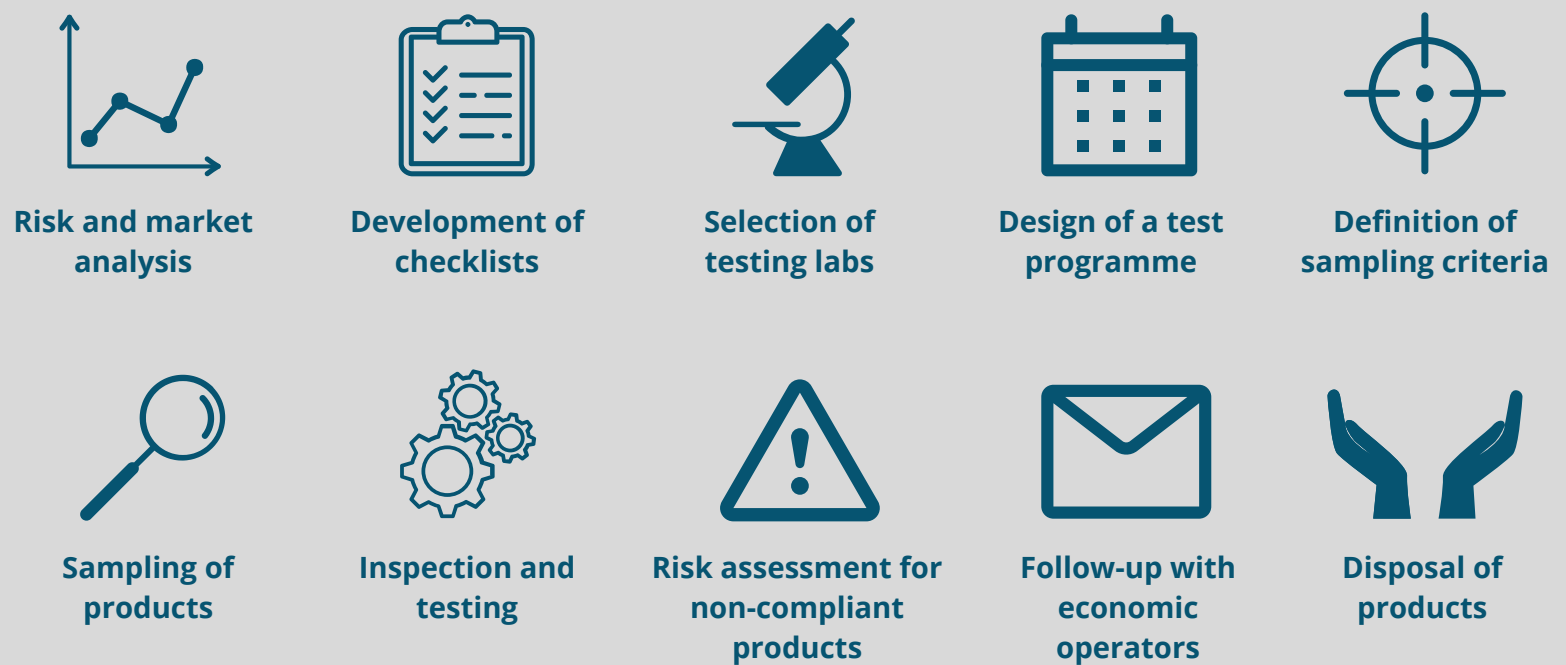 Risk and market
analysis
Development of
checklists
Selection of
testing labs
Design of a test
programme
Definition of
sampling criteria
Sampling of
products
Inspection and
testing
Risk assessment for
non-compliant
products
Follow-up with
economic
operators
Disposal of
products